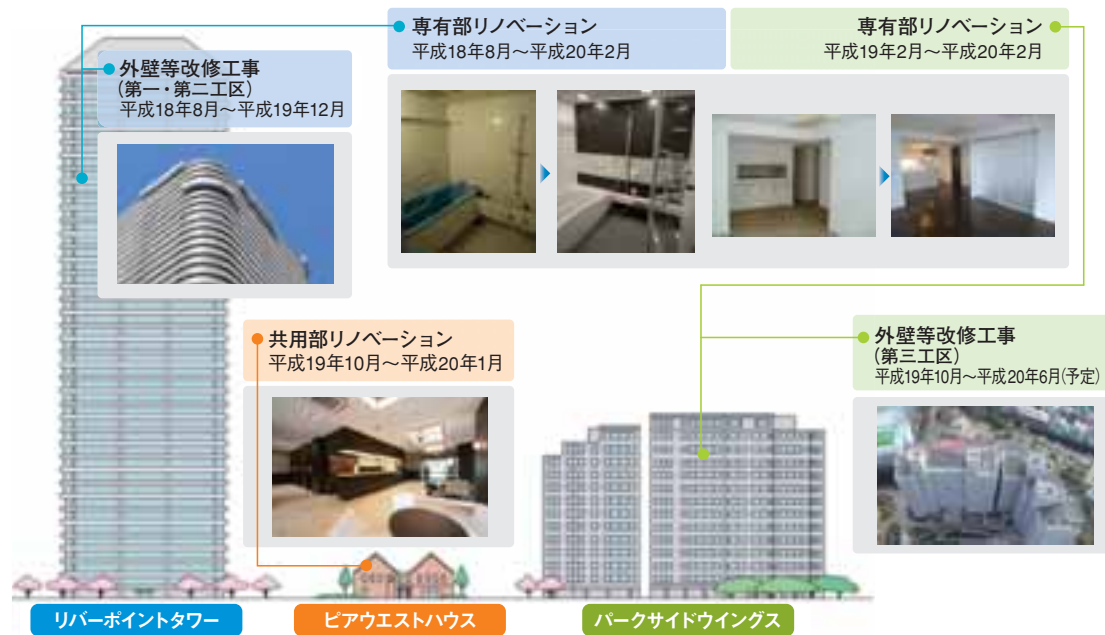 専有部リノベーション
平成18年8月～平成20年2月
専有部リノベーション
平成19年2月～平成20年2月
外壁等改修工事
(第一・第二工区)
平成18年8月～平成19年12月
共用部リノベーション
平成19年10月～平成20年1月
外壁等改修工事
(第三工区)
平成19年10月～平成20年6月(予定)
リバーポイントタワー
ピアウエストハウス
パークサイドウイングス